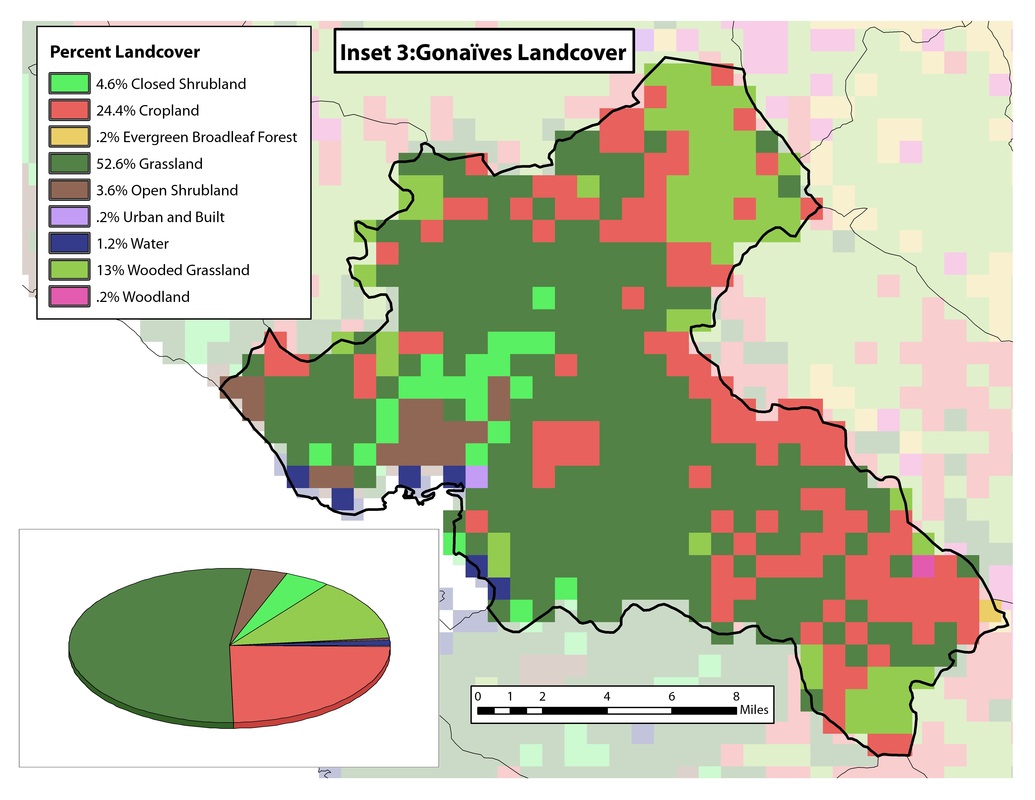 Inset 3:Gonaïves Landcover
Percent Landcover
4.6% Closed Shrubland
24.4% Cropland
.2% Evergreen Broadleaf Forest
52.6% Grassland
3.6% Open Shrubland
.2% Urban and Built
1.2% Water
13% Wooded Grassland
.2% Woodland
0 1 2 4 6 8
Miles